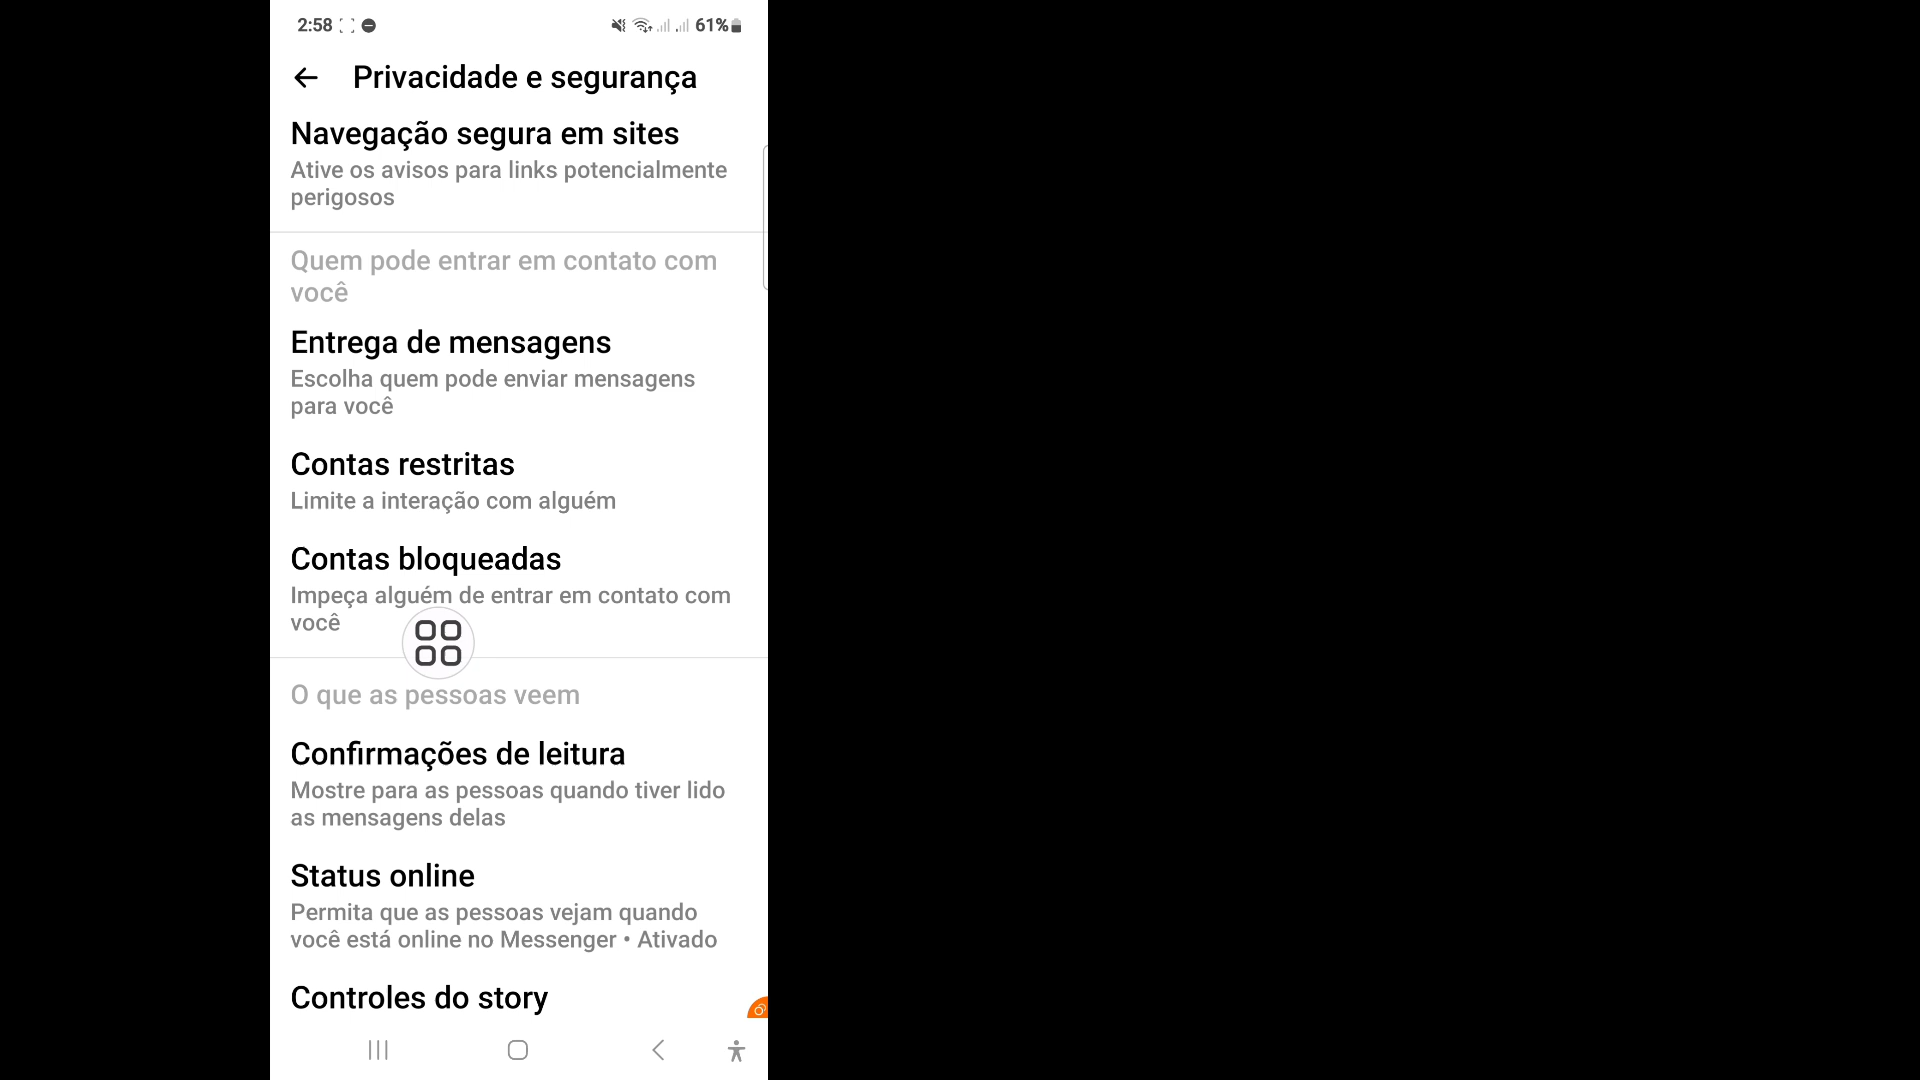 2:58
61%
Privacidade e segurança
Navegação segura em sites
Ative os avisos para links potencialmente
perigosos
Quem pode entrar em contato com
você
Entrega de mensagens
Escolha quem pode enviar mensagens
para você
Contas restritas
Limite a interação com alguém
Contas bloqueadas
Impeça alguém de entrar em contato com
você
O que as pessoas veem
Confirmações de leitura
Mostre para as pessoas quando tiver lido
as mensagens delas
Status online
Permita que as pessoas vejam quando
você está online no Messenger • Ativado
Controles do story